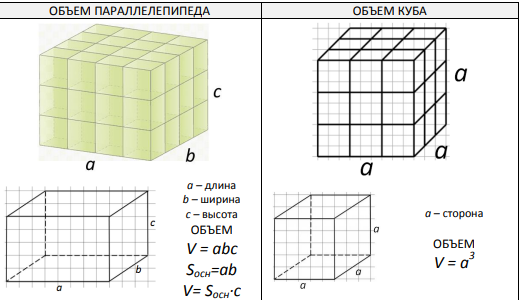 ОБЪЕМ ПАРАЛЛЕЛЕПИПЕДА
c
a
b
a
b
c
a – длина
b – ширина
c – высота
ОБЪЕМ
V = abc
Sосн=ab
V= Sосн·c
ОБЪЕМ КУБА
a
a
a
a
a
a
a – сторона
ОБЪЕМ
V = a³